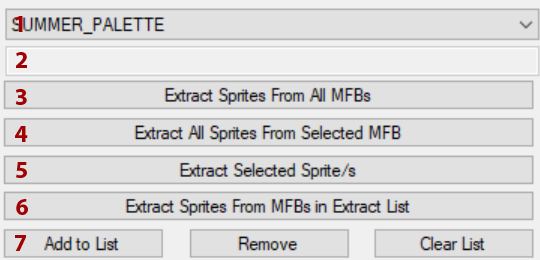 1 SUMMER_PALETTE
2
3 Extract Sprites From All MFBs
4 Extract All Sprites From Selected MFB
5 Extract Selected Sprite/s
6 Extract Sprites From MFBs in Extract List
7 Add to List Remove Clear List